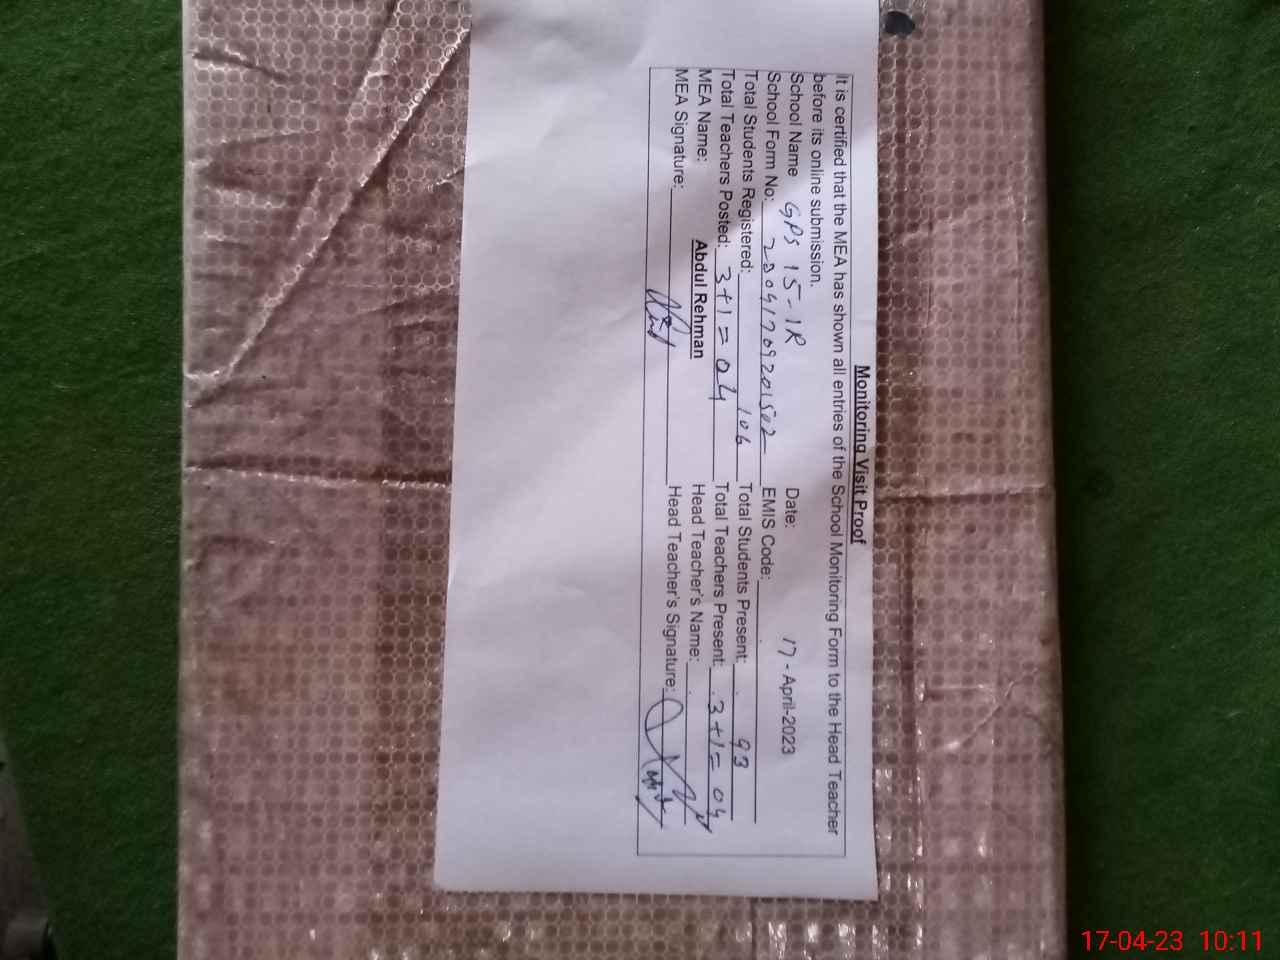 Monitoring Visit Proof
It is certified that the MEA has shown all entries of the School Monitoring Form to the Head Teacher
before its online submission.
School Name GPS 15-1R Date: 17 - April-2023
School Form No: 20041709201502 EMIS Code:
Total Students Registered: 106 Total Students Present: 93
Total Teachers Posted: 3+1=04 Total Teachers Present: 3+1=04
MEA Name: Abdul Rehman Head Teacher's Name:
MEA Signature: Head Teacher's Signature:
17-04-23 10:11